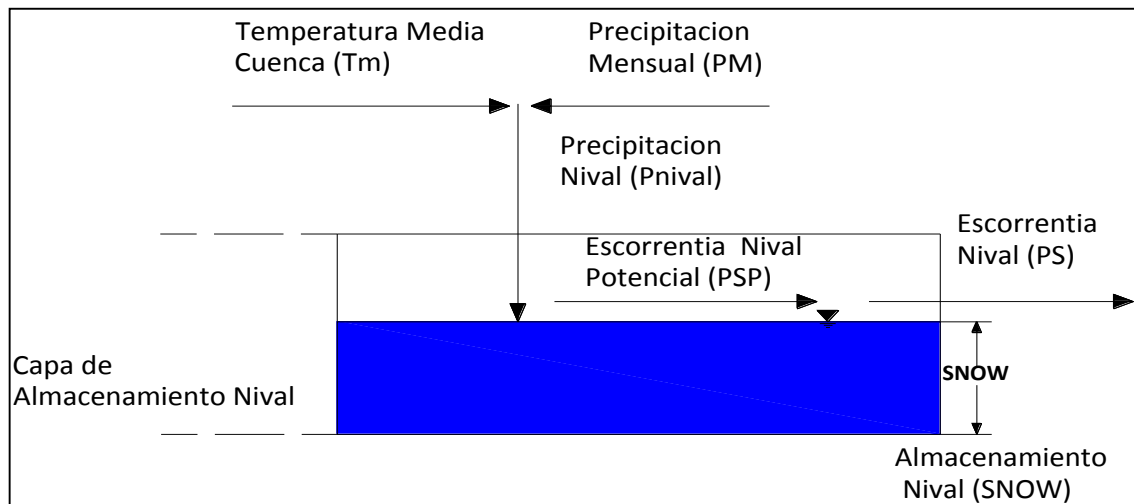 Temperatura Media
Cuenca (Tm)
Precipitacion
Mensual (PM)
Precipitacion
Nival (Pnival)
Escorrentia
Nival (PS)
Escorrentia Nival
Potencial (PSP)
Capa de
Almacenamiento Nival
SNOW
Almacenamiento
Nival (SNOW)